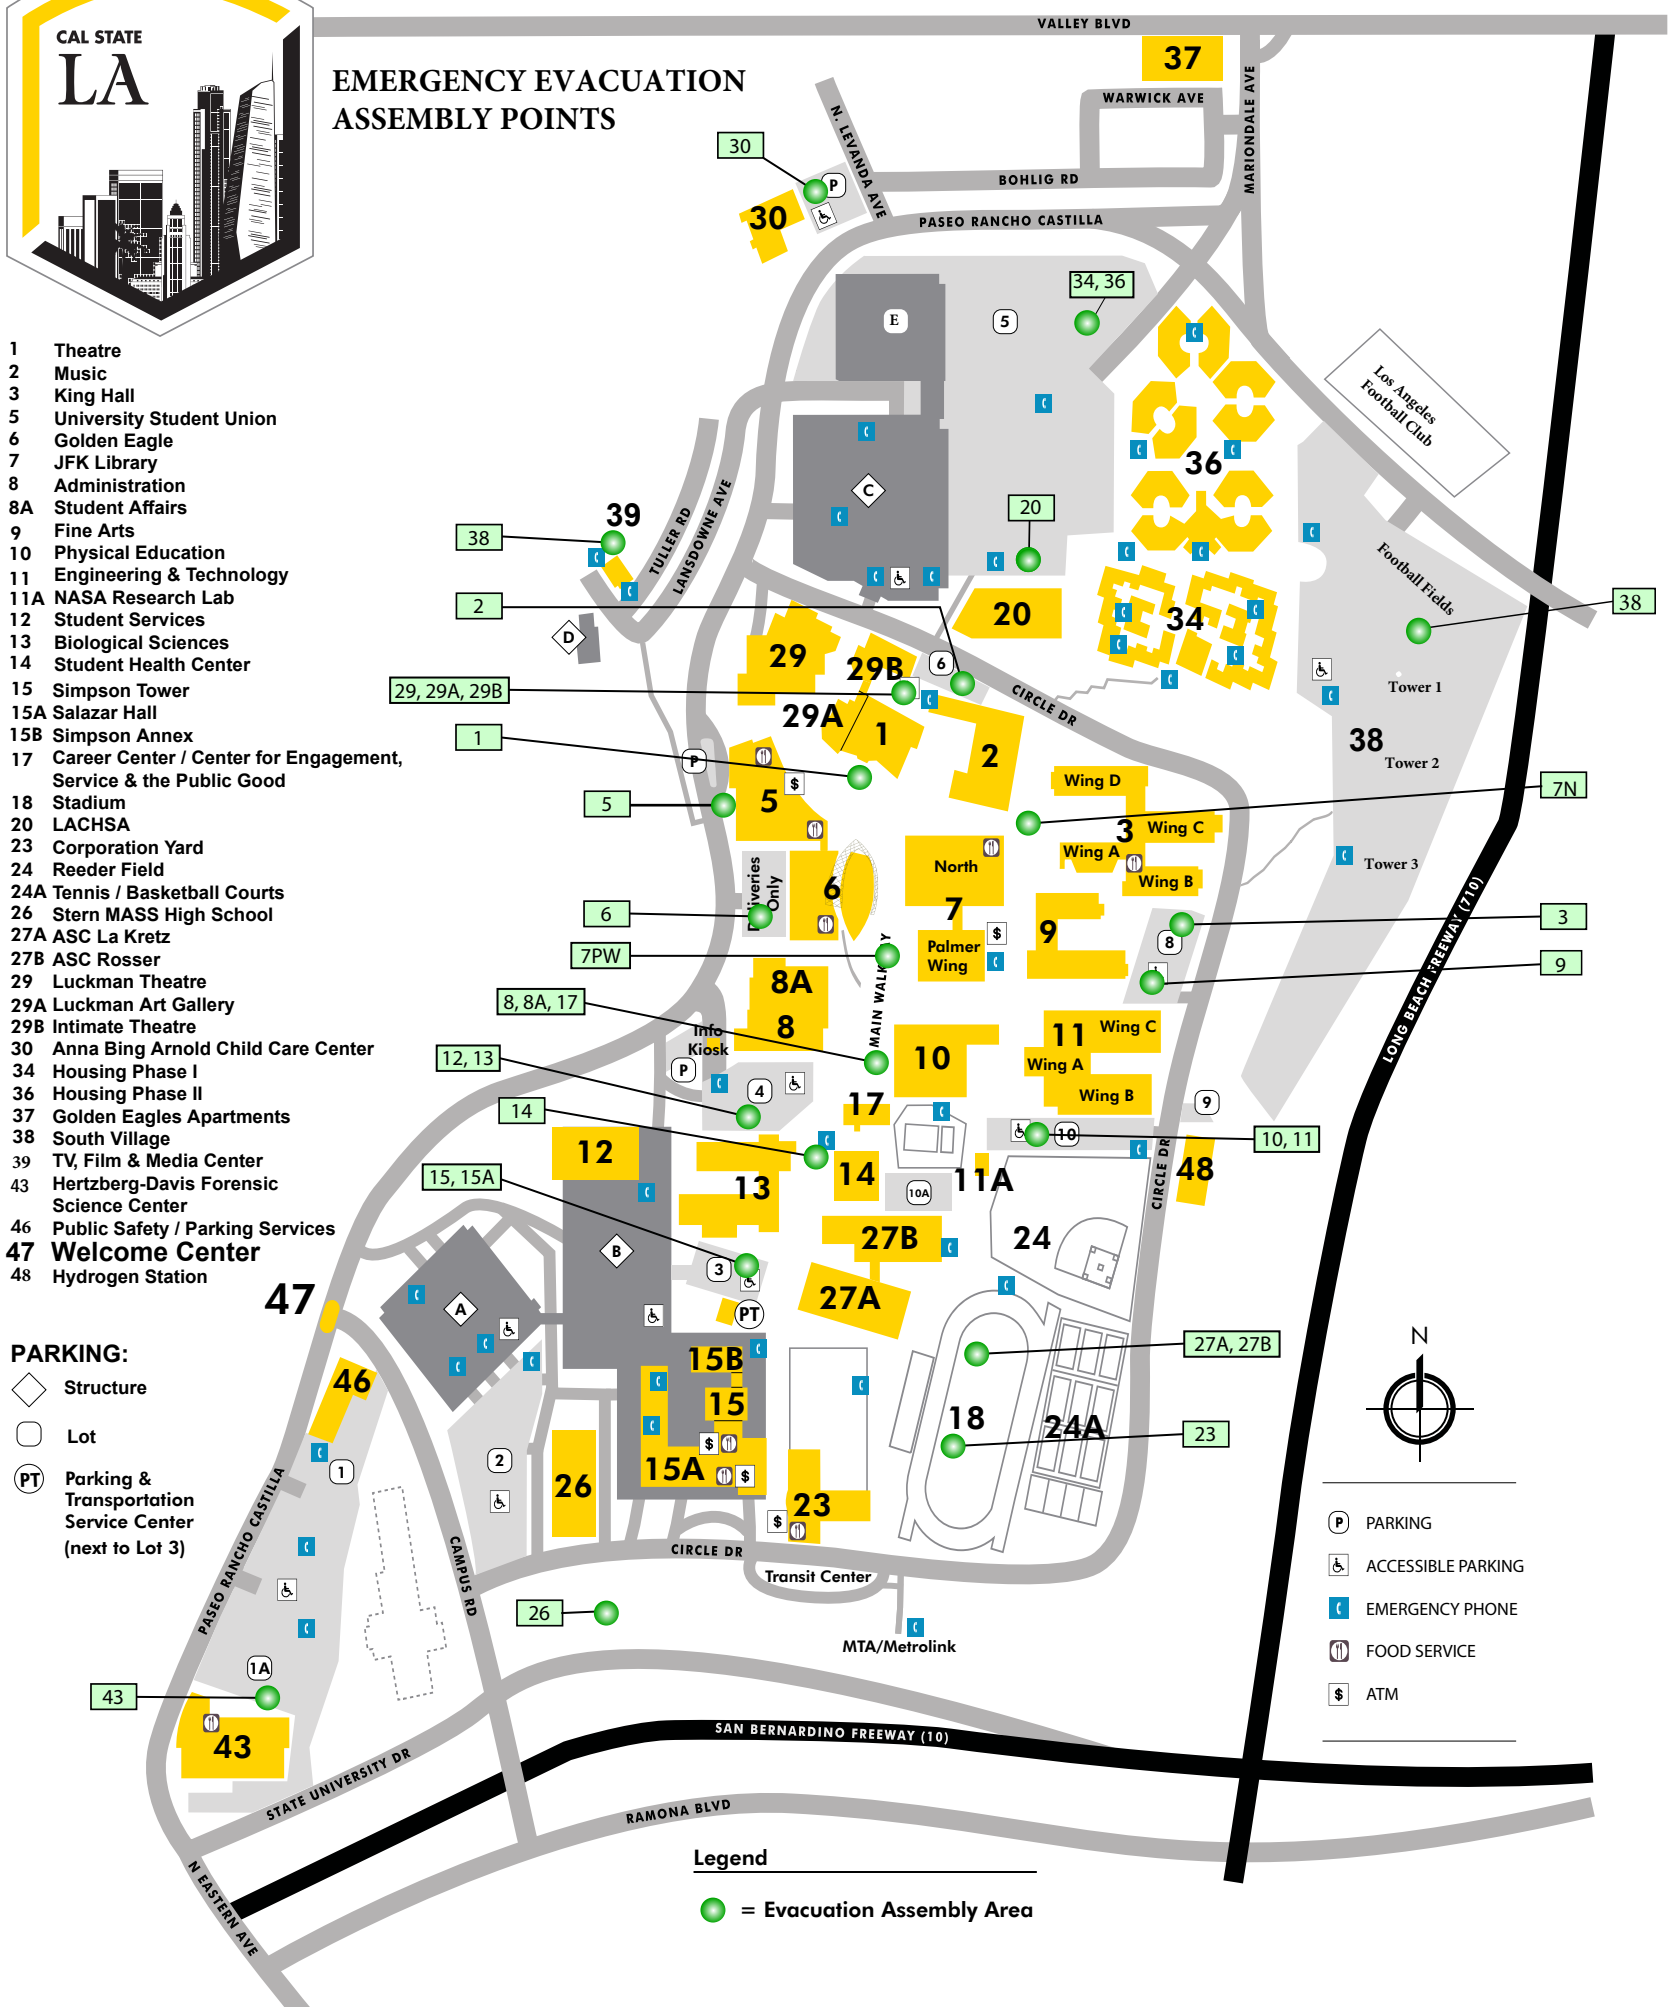 CAL STATE
LA
EMERGENCY EVACUATION
ASSEMBLY POINTS
1 Theatre
2 Music
3 King Hall
5 University Student Union
6 Golden Eagle
7 JFK Library
8 Administration
8A Student Affairs
9 Fine Arts
10 Physical Education
11 Engineering & Technology
11A NASA Research Lab
12 Student Services
13 Biological Sciences
14 Student Health Center
15 Simpson Tower
15A Salazar Hall
15B Simpson Annex
17 Career Center / Center for Engagement,
Service & the Public Good
18 Stadium
20 LACHSA
23 Corporation Yard
24 Reeder Field
24A Tennis / Basketball Courts
26 Stern MASS High School
27A ASC La Kretz
27B ASC Rosser
29 Luckman Theatre
29A Luckman Art Gallery
29B Intimate Theatre
30 Anna Bing Arnold Child Care Center
34 Housing Phase I
36 Housing Phase II
37 Golden Eagles Apartments
38 South Village
39 TV, Film & Media Center
43 Hertzberg-Davis Forensic
Science Center
46 Public Safety / Parking Services
47 Welcome Center
48 Hydrogen Station
PARKING:
Structure
Lot
PT Parking &
Transportation
Service Center
(next to Lot 3)
VALLEY BLVD
37
WARWICK AVE
MARIONDALE AVE
N. LEVANDA AVE
BOHLIG RD
PASEO RANCHO CASTILLA
30
P
30
34, 36
E
5
Los Angeles
Football Club
36
C
20
39
38
TULLER RD
LANSDOWNE AVE
2
D
20
34
Football Fields
38
29
29B
6
29, 29A, 29B
29A
1
CIRCLE DR
Tower 1
38
Tower 2
1
P
2
Wing D
7N
5
5
$
3
Wing C
Wing A
Wing B
Tower 3
North
Deliveries
Only
6
6
7
$
9
8
3
7PW
Palmer
Wing
MAIN WALKWAY
9
LONG BEACH FREEWAY (710)
8A
8, 8A, 17
8
Info
Kiosk
P
10
11
Wing C
Wing A
Wing B
12, 13
4
17
9
14
10
10, 11
12
13
14
10A
11A
48
CIRCLE DR
15, 15A
B
3
27B
24
PT
27A
47
A
N
46
15B
27A, 27B
15
18
24A
23
$
15A
$
1
2
26
23
$
PASEO RANCHO CASTILLA
CAMPUS RD
CIRCLE DR
Transit Center
26
MTA/Metrolink
1A
43
43
STATE UNIVERSITY DR
SAN BERNARDINO FREEWAY (10)
RAMONA BLVD
N EASTERN AVE
P PARKING
ACCESSIBLE PARKING
EMERGENCY PHONE
FOOD SERVICE
$ ATM
Legend
= Evacuation Assembly Area